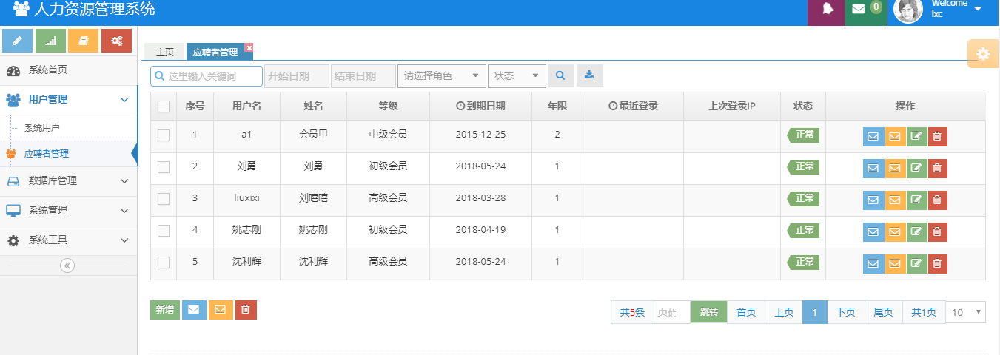 人力资源管理系统
0
Welcome
lxc
主页 应聘者管理
系统首页
用户管理
系统用户
应聘者管理
数据库管理
系统管理
系统工具
这里输入关键词 开始日期 结束日期 请选择角色 状态
序号 用户名 姓名 等级 到期日期 年限 最近登录 上次登录IP 状态 操作
1 a1 会员甲 中级会员 2015-12-25 2 正常
2 刘勇 刘勇 初级会员 2018-05-24 1 正常
3 liuxixi 刘嘻嘻 高级会员 2018-03-28 1 正常
4 姚志刚 姚志刚 初级会员 2018-04-19 1 正常
5 沈利辉 沈利辉 高级会员 2018-05-24 1 正常
新增 共5条 页码 跳转 首页 上页 1 下页 尾页 共1页 10